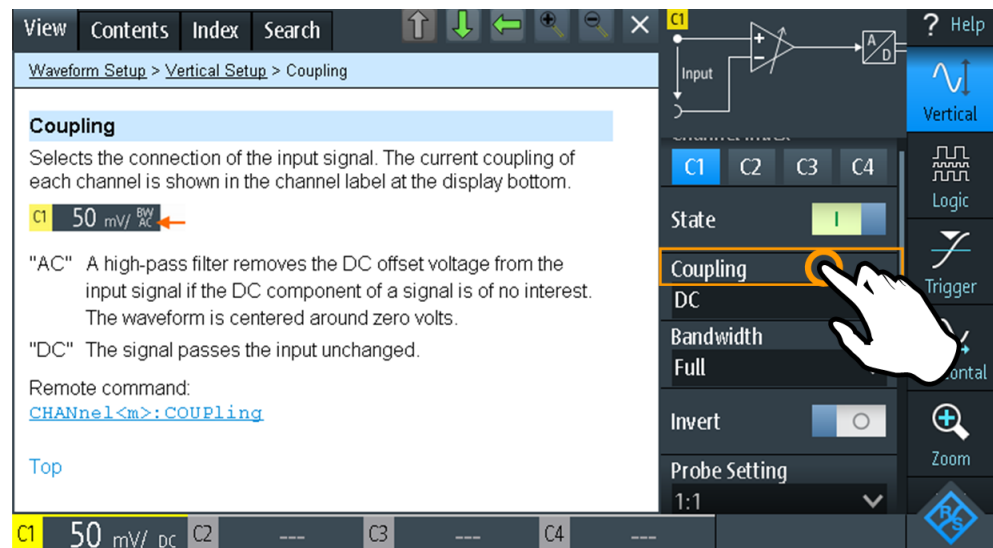 View Contents Index Search
Waveform Setup > Vertical Setup > Coupling
Coupling
Selects the connection of the input signal. The current coupling of
each channel is shown in the channel label at the display bottom.
C1 50 mV/ BW
AC
"AC" A high-pass filter removes the DC offset voltage from the
input signal if the DC component of a signal is of no interest.
The waveform is centered around zero volts.
"DC" The signal passes the input unchanged.
Remote command:
CHANnel<m>:COUPling
Top
C1
Input
A
D
C1 C2 C3 C4
State
I
Coupling
DC
Bandwidth
Full
Invert
Probe Setting
1:1
? Help
Vertical
Logic
Trigger
Zoom
R&S
C1 50 mV/ DC C2 --- C3 --- C4 ---